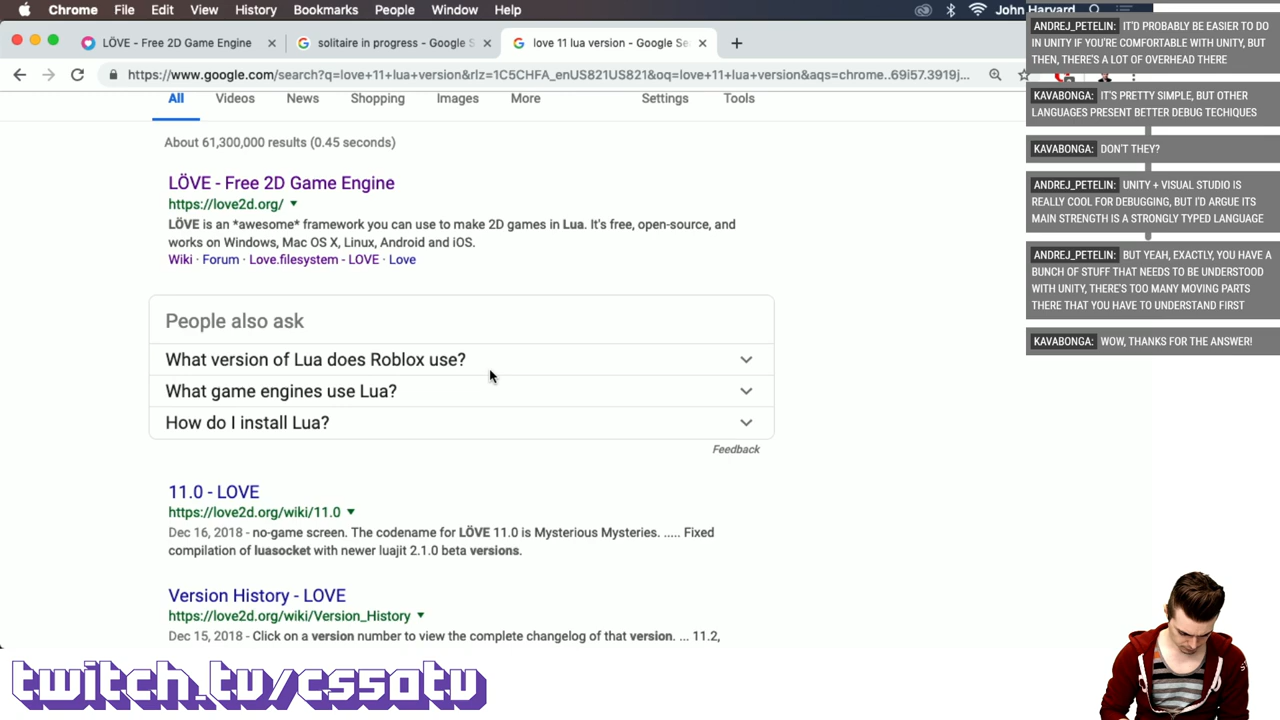 Chrome File Edit View History Bookmarks People Window Help
John Harvard
LÖVE - Free 2D Game Engine
solitaire in progress - Google S
love 11 lua version - Google Se
https://www.google.com/search?q=love+11+lua+version&rlz=1C5CHFA_enUS821US821&oq=love+11+lua+version&aqs=chrome..69i57.3919j...
All Videos News Shopping Images More Settings Tools
About 61,300,000 results (0.45 seconds)
LÖVE - Free 2D Game Engine
https://love2d.org/
LÖVE is an *awesome* framework you can use to make 2D games in Lua. It's free, open-source, and
works on Windows, Mac OS X, Linux, Android and iOS.
Wiki · Forum · Love.filesystem - LOVE · Love
People also ask
What version of Lua does Roblox use?
What game engines use Lua?
How do I install Lua?
Feedback
11.0 - LOVE
https://love2d.org/wiki/11.0
Dec 16, 2018 - no-game screen. The codename for LÖVE 11.0 is Mysterious Mysteries. ..... Fixed
compilation of luasocket with newer luajit 2.1.0 beta versions.
Version History - LOVE
https://love2d.org/wiki/Version_History
Dec 15, 2018 - Click on a version number to view the complete changelog of that version. ... 11.2,
ANDREJ_PETELIN: IT'D PROBABLY BE EASIER TO DO
IN UNITY IF YOU'RE COMFORTABLE WITH UNITY, BUT
THEN, THERE'S A LOT OF OVERHEAD THERE
KAVABONGA: IT'S PRETTY SIMPLE, BUT OTHER
LANGUAGES PRESENT BETTER DEBUG TECHIQUES
KAVABONGA: DON'T THEY?
ANDREJ_PETELIN: UNITY + VISUAL STUDIO IS
REALLY COOL FOR DEBUGGING, BUT I'D ARGUE ITS
MAIN STRENGTH IS A STRONGLY TYPED LANGUAGE
ANDREJ_PETELIN: BUT YEAH, EXACTLY, YOU HAVE A
BUNCH OF STUFF THAT NEEDS TO BE UNDERSTOOD
WITH UNITY, THERE'S TOO MANY MOVING PARTS
THERE THAT YOU HAVE TO UNDERSTAND FIRST
KAVABONGA: WOW, THANKS FOR THE ANSWER!
twitch.tv/cs50tv